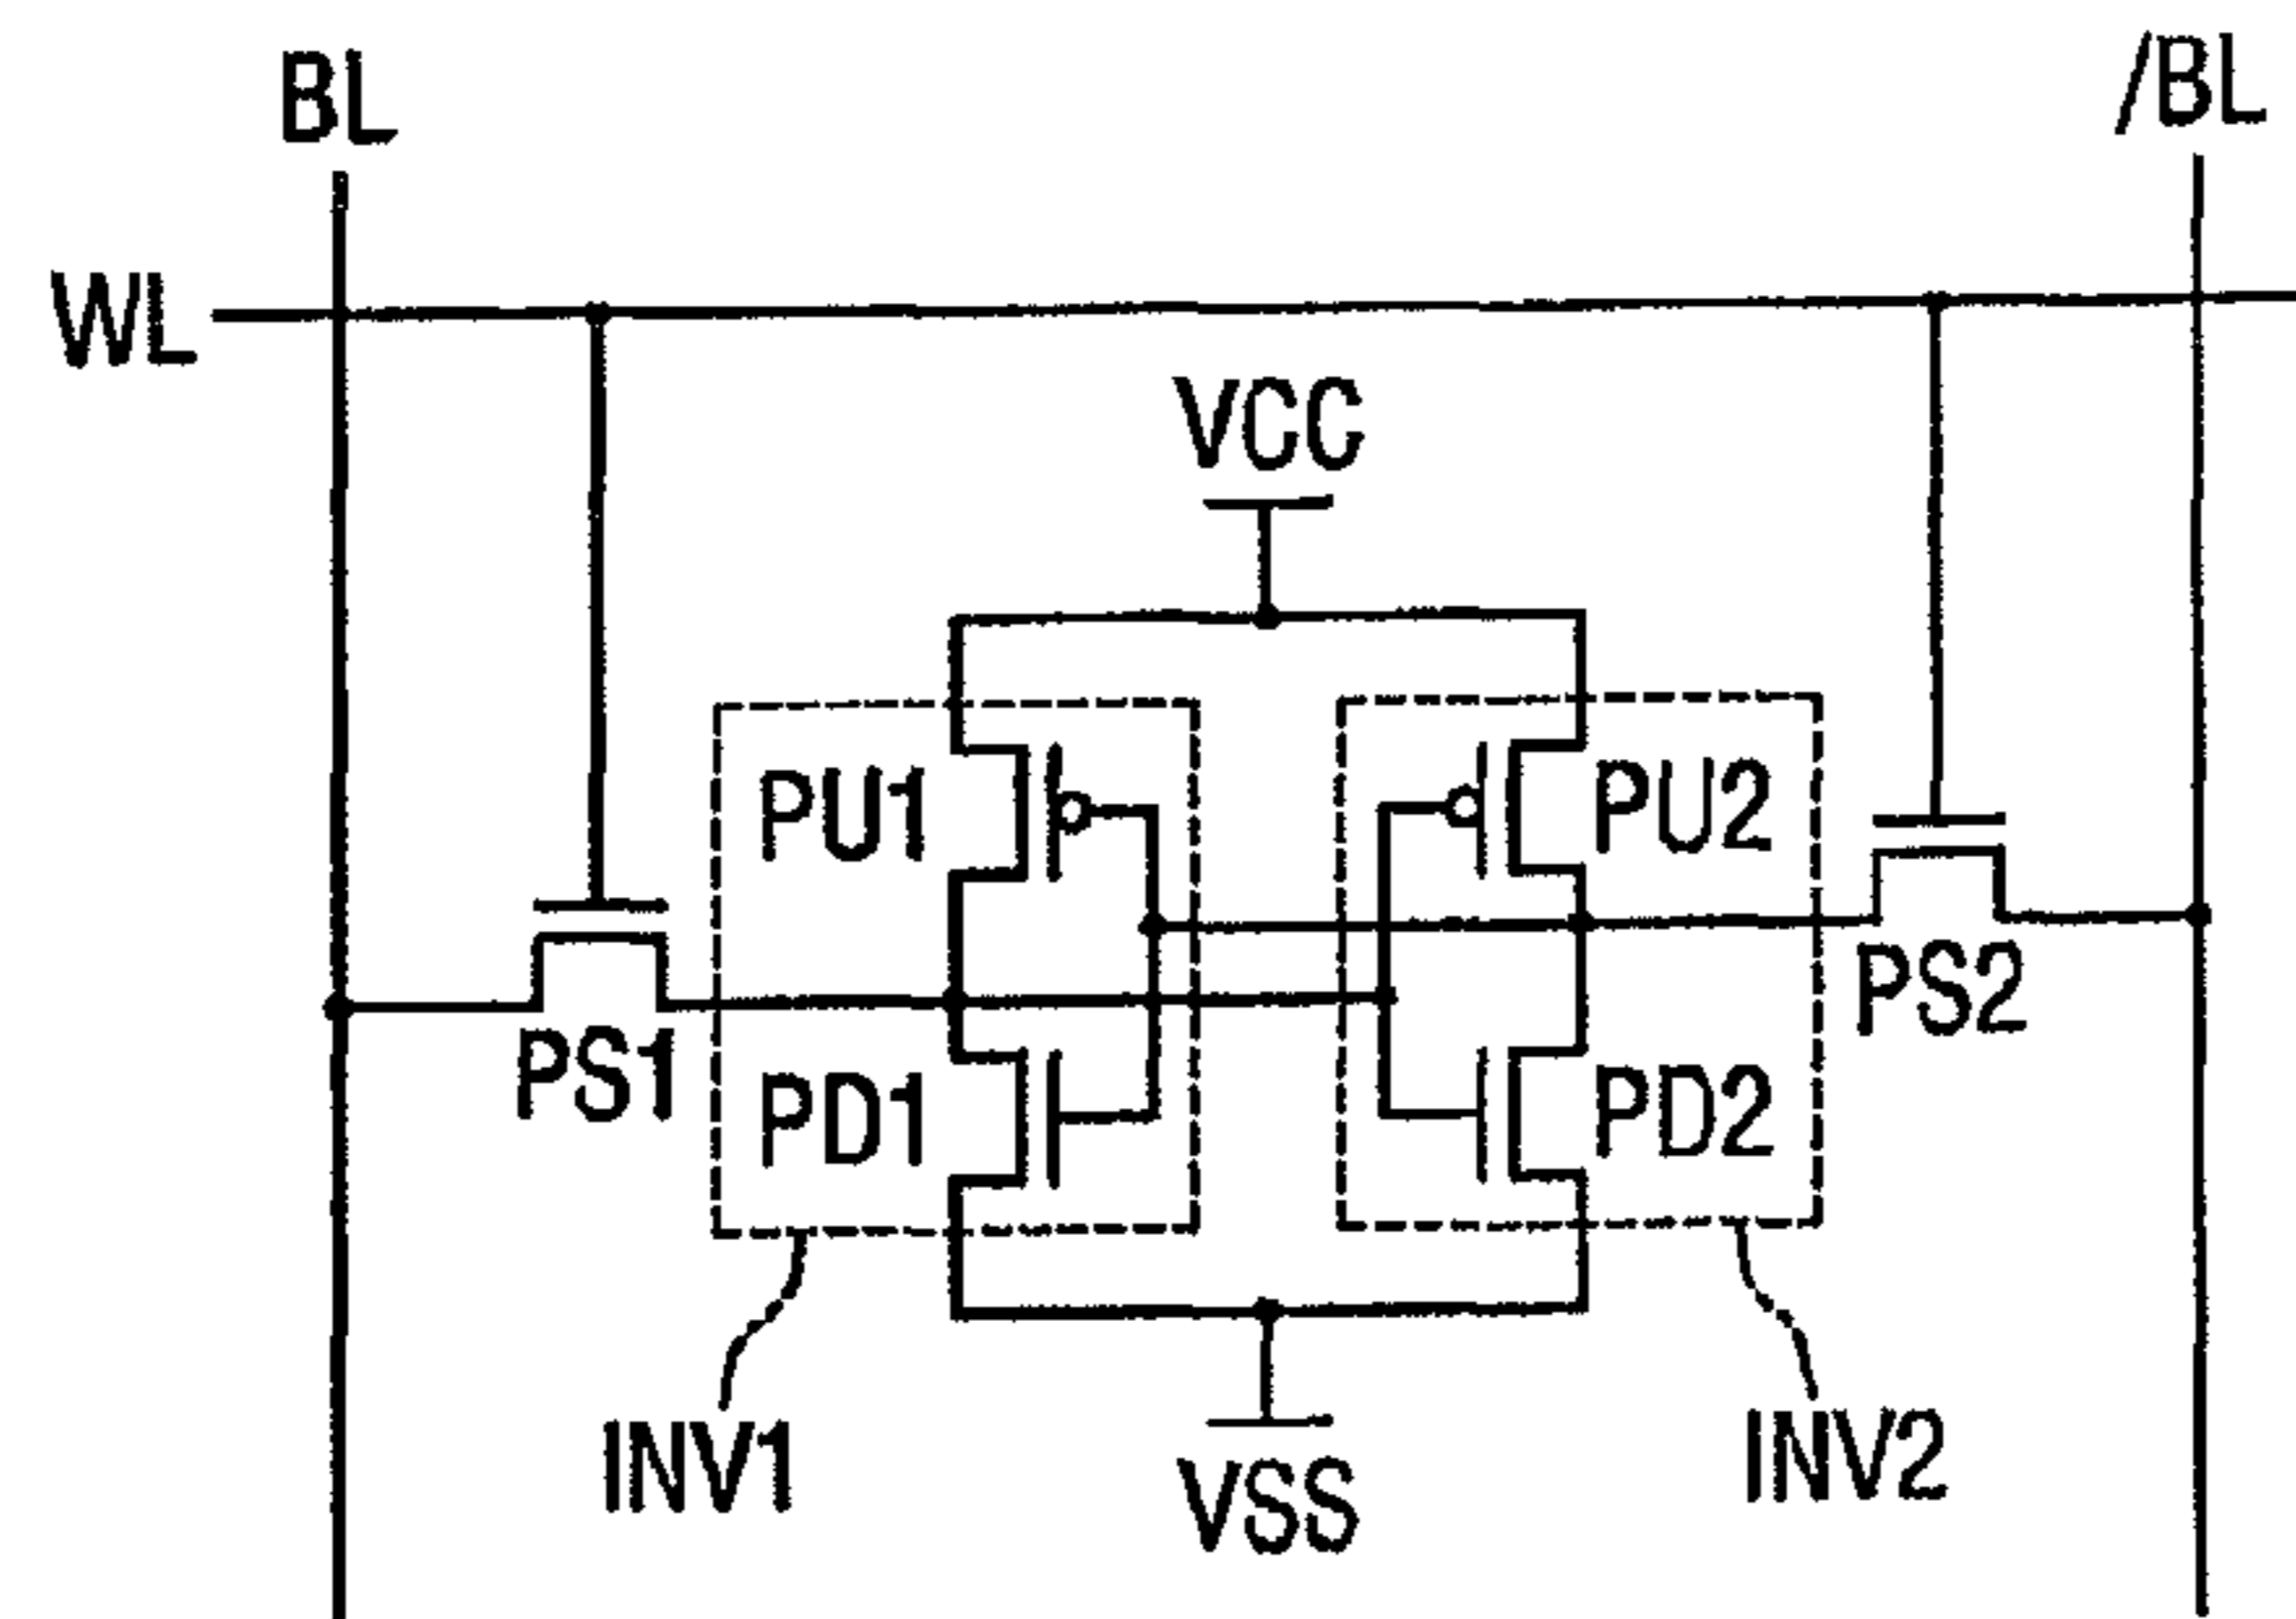 BL
/BL
WL
VCC
PU1
PU2
PS1
PS2
PD1
PD2
INV1
INV2
VSS